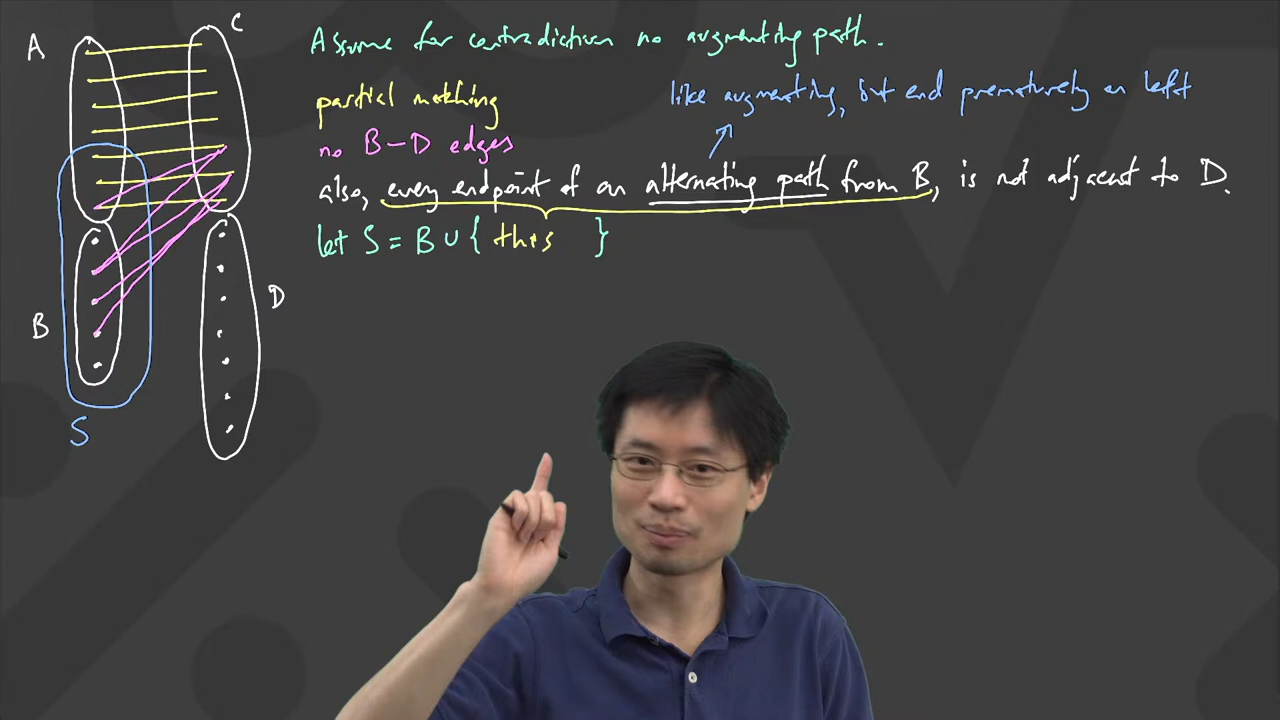 A
C
Assume for contradiction no augmenting path.
partial matching
like augmenting, but end prematurely on left
no B-D edges
also, every endpoint of an alternating path from B, is not adjacent to D.
let S = B ∪ { this }
B
D
S